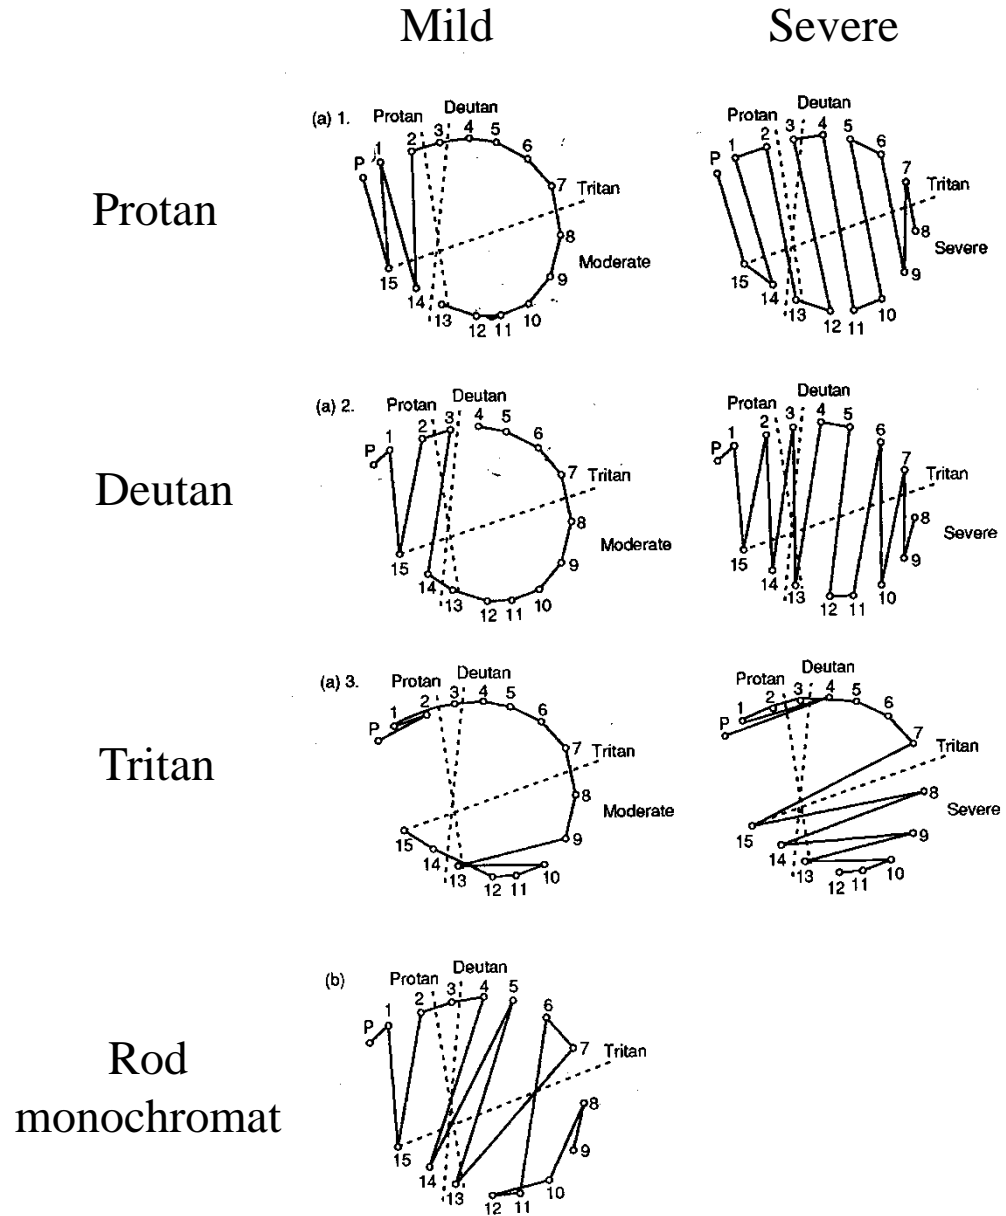 Mild Severe
Protan
(a) 1. Protan Deutan
P 1 2 3 4 5 6 7 8 9 10 11 12 13 14 15
Tritan
Moderate
Protan Deutan
P 1 2 3 4 5 6 7 8 9 10 11 12 13 14 15
Tritan
Severe
Deutan
(a) 2. Protan Deutan
P 1 2 3 4 5 6 7 8 9 10 11 12 13 14 15
Tritan
Moderate
Protan Deutan
P 1 2 3 4 5 6 7 8 9 10 11 12 13 14 15
Tritan
Severe
Tritan
(a) 3. Protan Deutan
P 1 2 3 4 5 6 7 8 9 10 11 12 13 14 15
Tritan
Moderate
Protan Deutan
P 1 2 3 4 5 6 7 8 9 10 11 12 13 14 15
Tritan
Severe
Rod
monochromat
(b) Protan Deutan
P 1 2 3 4 5 6 7 8 9 10 11 12 13 14 15
Tritan